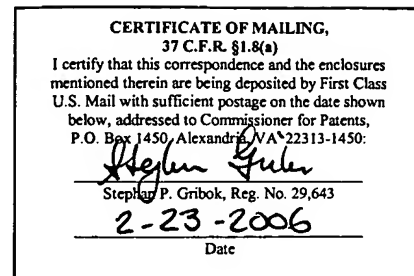 CERTIFICATE OF MAILING,
37 C.F.R. §1.8(a)
I certify that this correspondence and the enclosures
mentioned therein are being deposited by First Class
U.S. Mail with sufficient postage on the date shown
below, addressed to Commissioner for Patents,
P.O. Box 1450, Alexandria, VA 22313-1450:
Stephan P. Gribok, Reg. No. 29,643
2-23-2006
Date